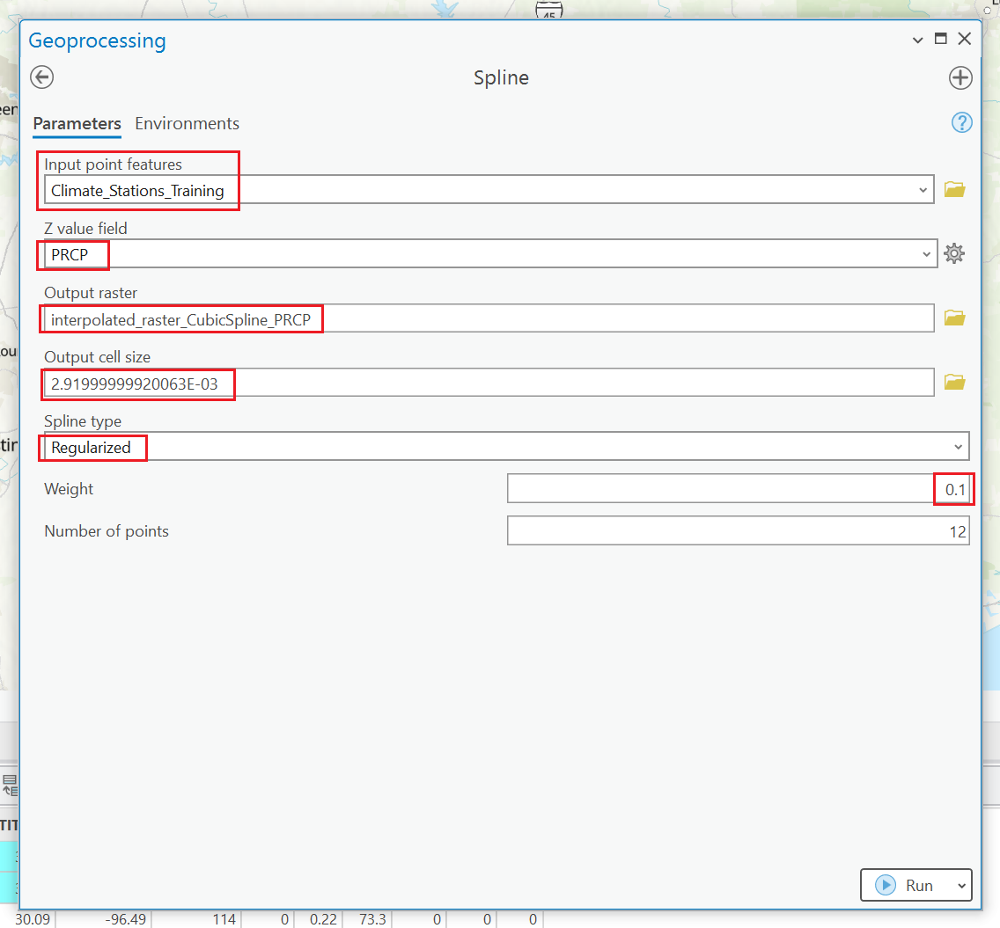 45
Geoprocessing
Spline
Parameters Environments
Input point features
Climate_Stations_Training
Z value field
PRCP
Output raster
interpolated_raster_CubicSpline_PRCP
Output cell size
2.91999999920063E-03
Spline type
Regularized
Weight 0.1
Number of points 12
Run
30.09 -96.49 114 0 0.22 73.3 0 0 0